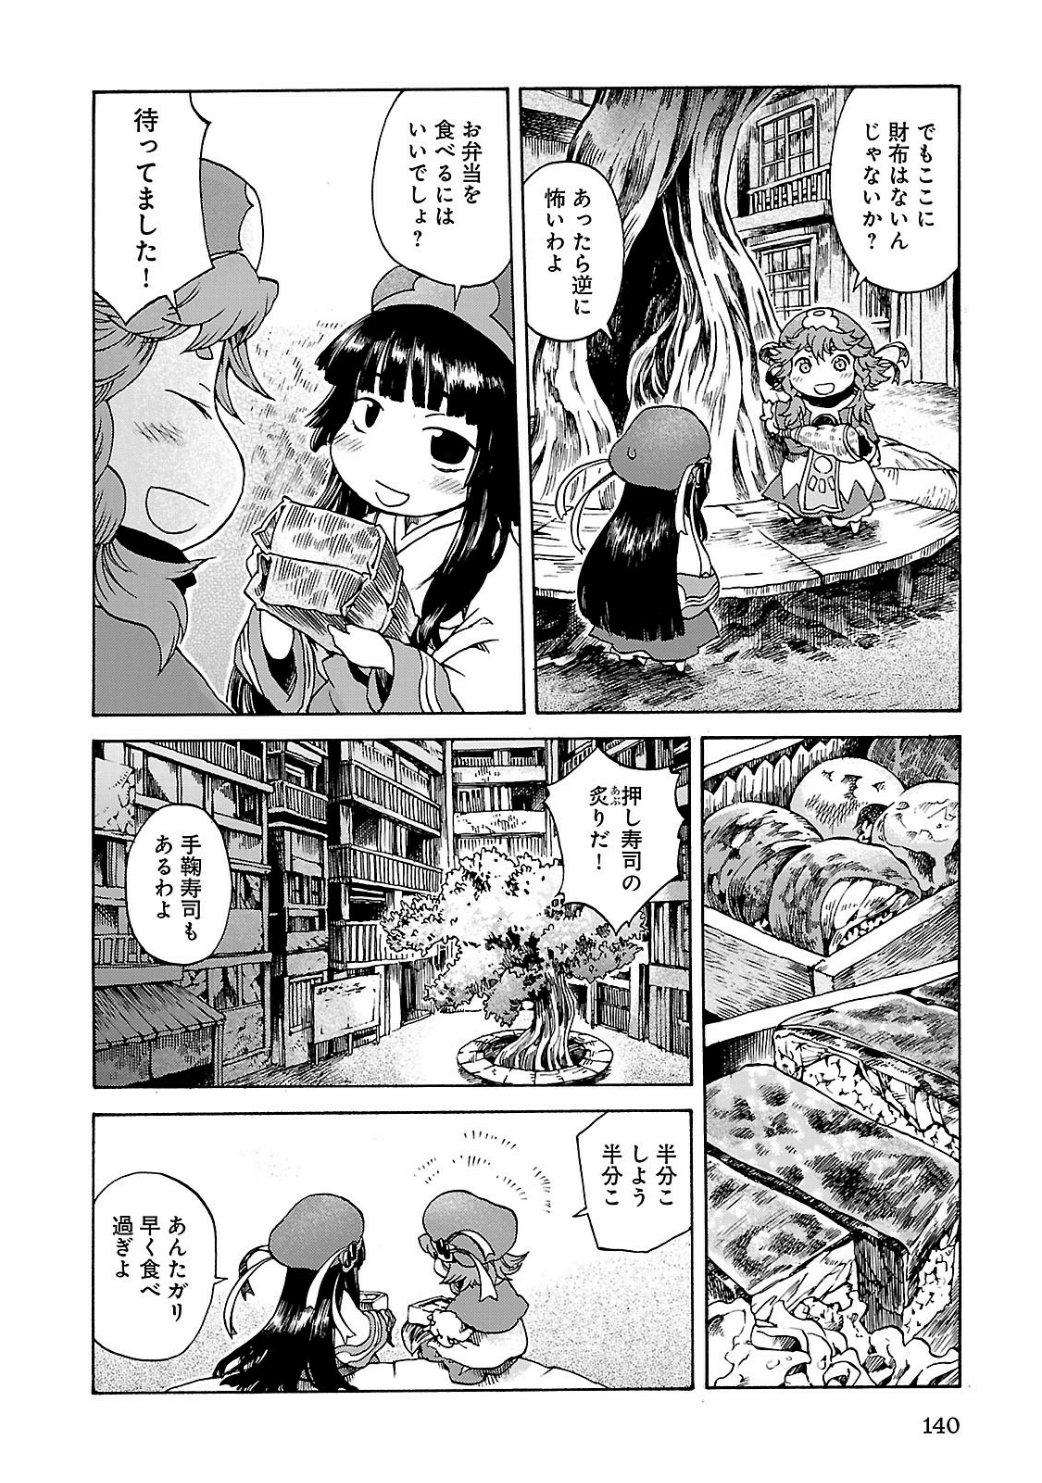 でもここに
財布はないん
じゃないか?
あったら逆に
怖いわよ
お弁当を
食べるには
いいでしょ?
待ってました!
押し寿司の
炙りだ!
あぶ
手鞠寿司も
あるわよ
半分こ
しよう
半分こ
あんたガリ
早く食べ
過ぎよ
140